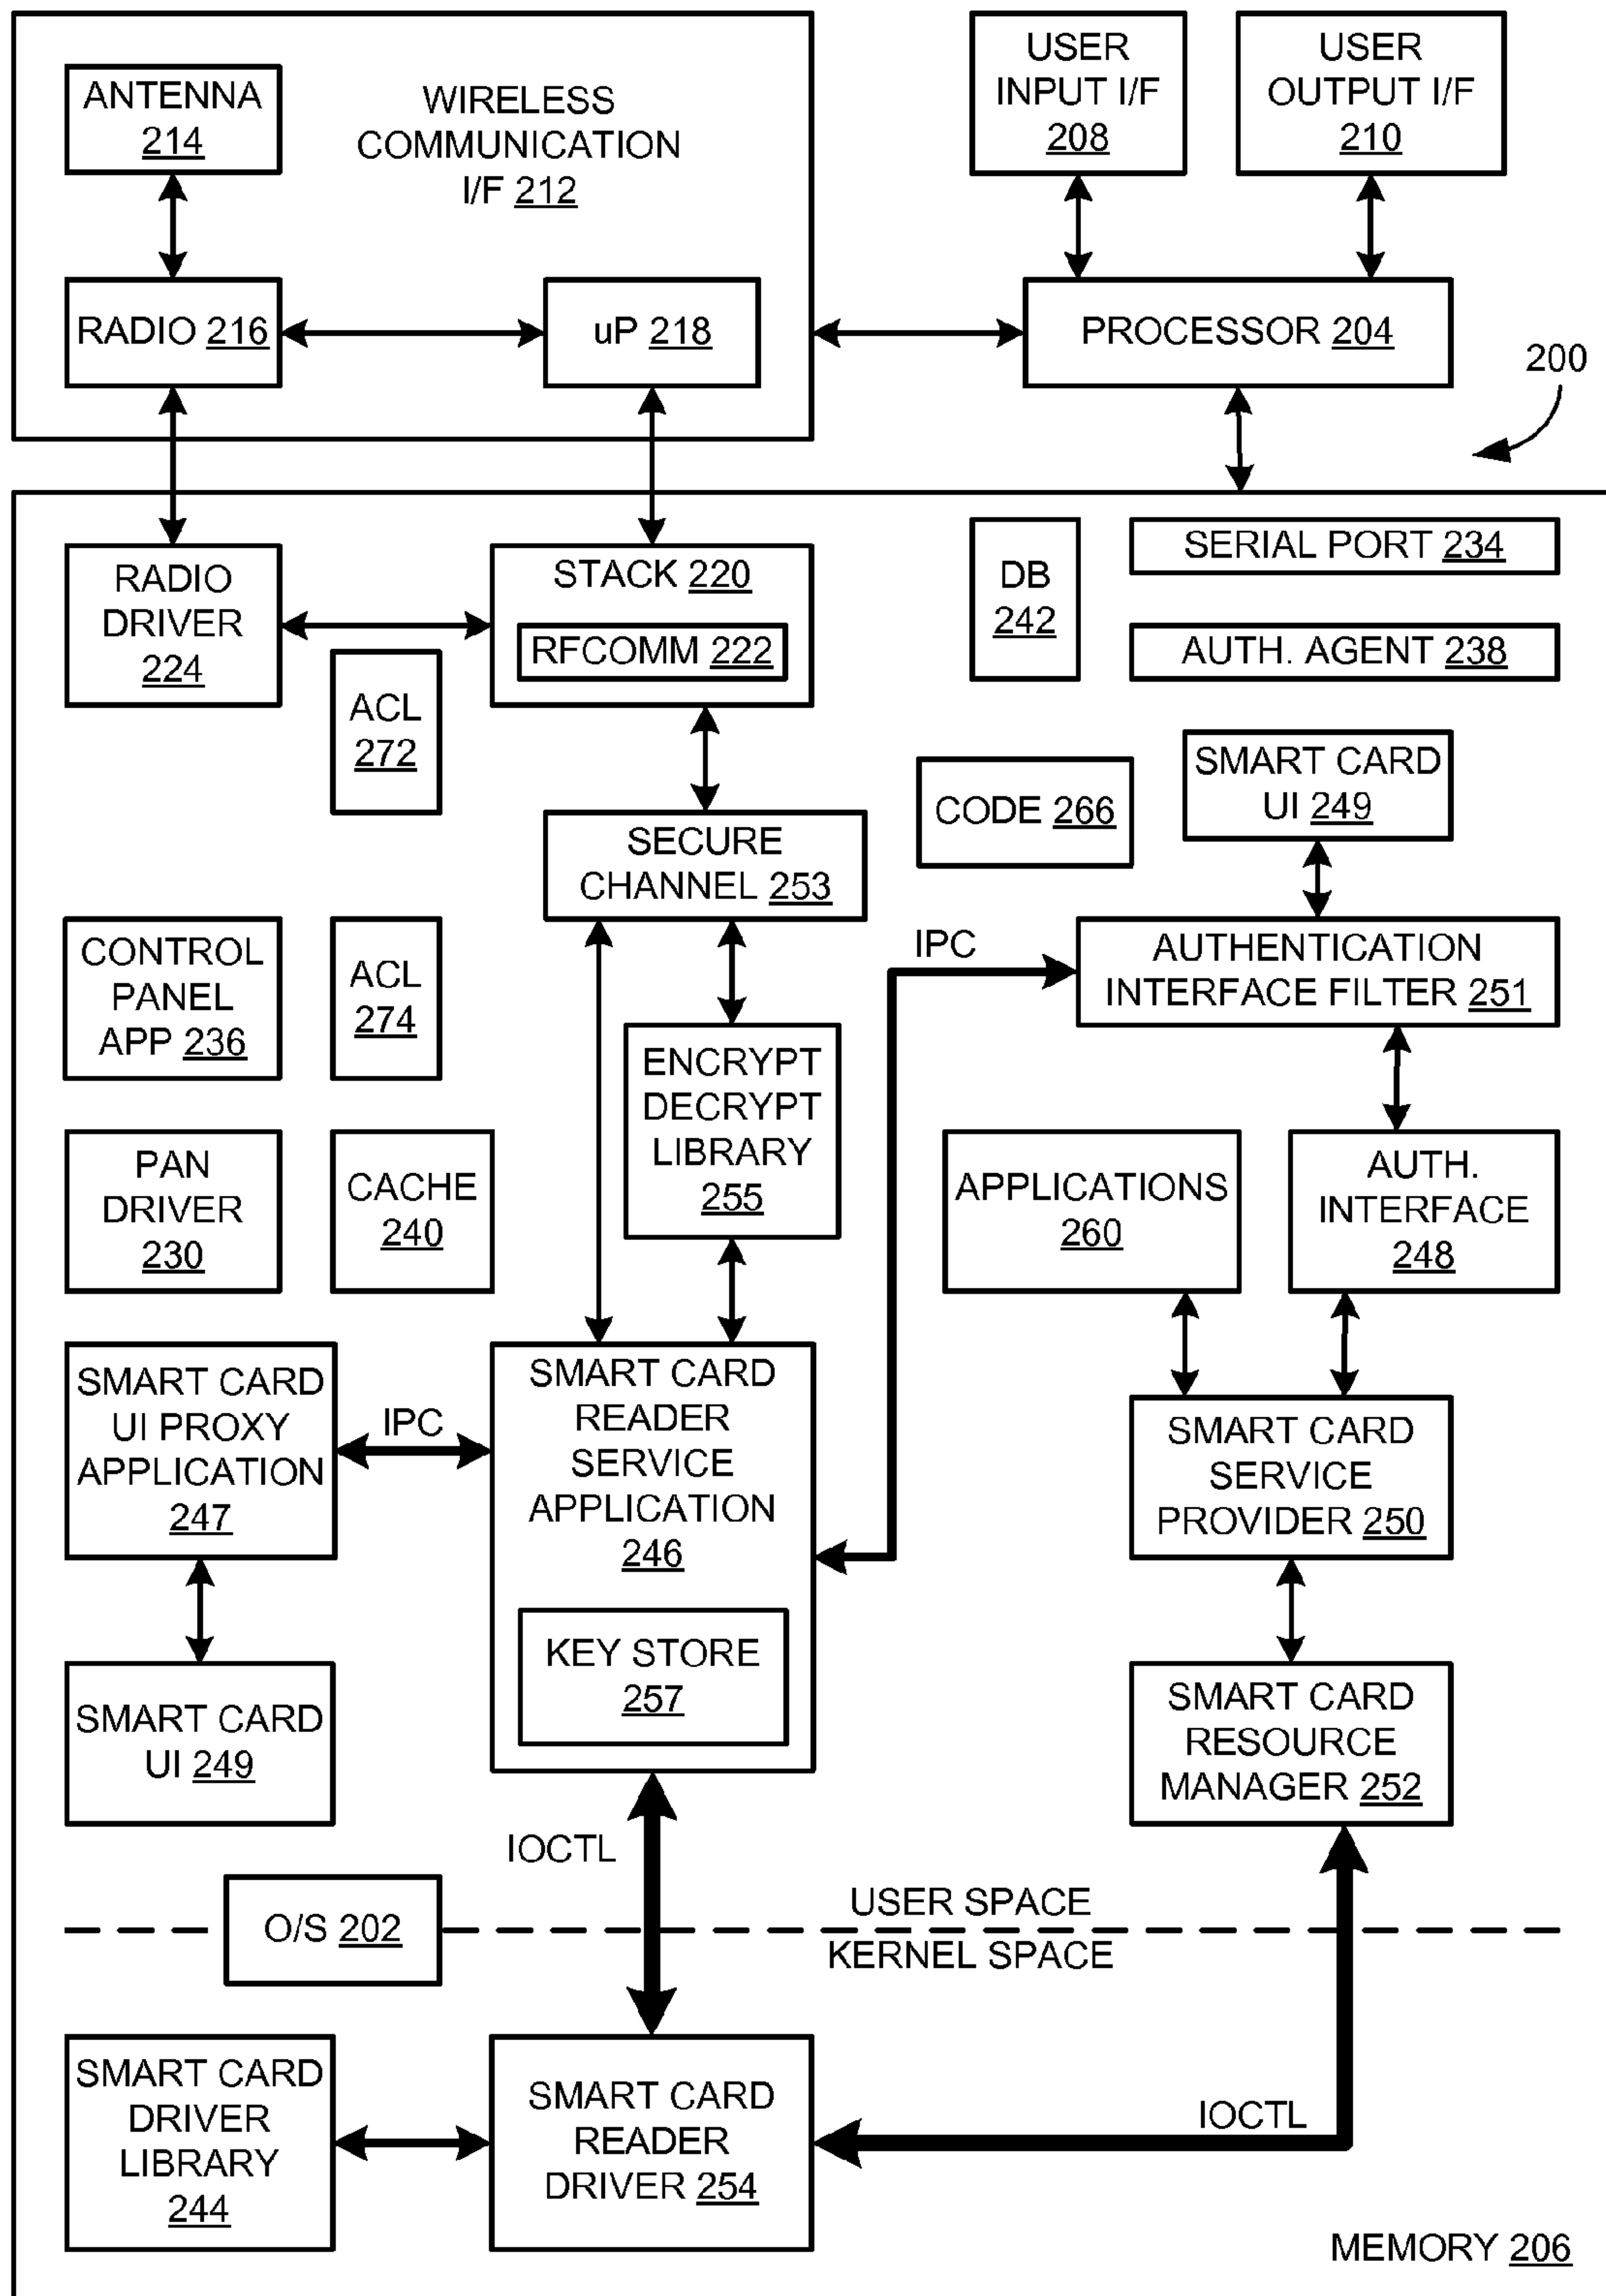 ANTENNA
214
WIRELESS
COMMUNICATION
I/F 212
USER
INPUT I/F
208
USER
OUTPUT I/F
210
RADIO 216
uP 218
PROCESSOR 204
200
RADIO
DRIVER
224
STACK 220
RFCOMM 222
DB
242
SERIAL PORT 234
AUTH. AGENT 238
ACL
272
SECURE
CHANNEL 253
CODE 266
SMART CARD
UI 249
CONTROL
PANEL
APP 236
ACL
274
IPC
AUTHENTICATION
INTERFACE FILTER 251
ENCRYPT
DECRYPT
LIBRARY
255
PAN
DRIVER
230
CACHE
240
APPLICATIONS
260
AUTH.
INTERFACE
248
SMART CARD
UI PROXY
APPLICATION
247
IPC
SMART CARD
READER
SERVICE
APPLICATION
246
KEY STORE
257
SMART CARD
SERVICE
PROVIDER 250
SMART CARD
UI 249
SMART CARD
RESOURCE
MANAGER 252
IOCTL
O/S 202
USER SPACE
KERNEL SPACE
SMART CARD
DRIVER
LIBRARY
244
SMART CARD
READER
DRIVER 254
IOCTL
MEMORY 206